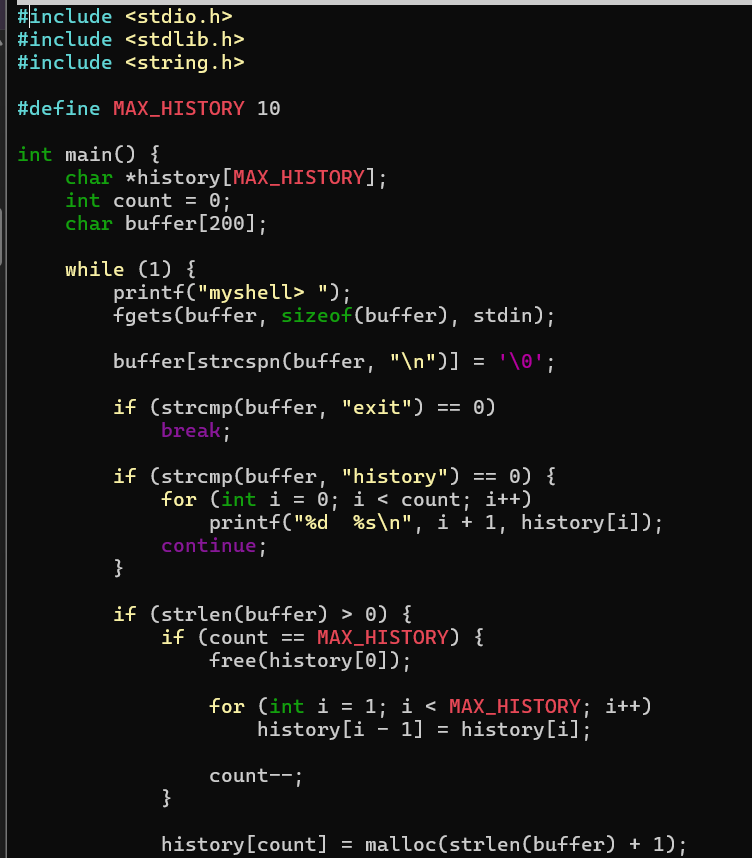 #include <stdio.h>
#include <stdlib.h>
#include <string.h>

#define MAX_HISTORY 10

int main() {
    char *history[MAX_HISTORY];
    int count = 0;
    char buffer[200];

    while (1) {
        printf("myshell> ");
        fgets(buffer, sizeof(buffer), stdin);

        buffer[strcspn(buffer, "\n")] = '\0';

        if (strcmp(buffer, "exit") == 0)
            break;

        if (strcmp(buffer, "history") == 0) {
            for (int i = 0; i < count; i++)
                printf("%d  %s\n", i + 1, history[i]);
            continue;
        }

        if (strlen(buffer) > 0) {
            if (count == MAX_HISTORY) {
                free(history[0]);

                for (int i = 1; i < MAX_HISTORY; i++)
                    history[i - 1] = history[i];

                count--;
            }

            history[count] = malloc(strlen(buffer) + 1);